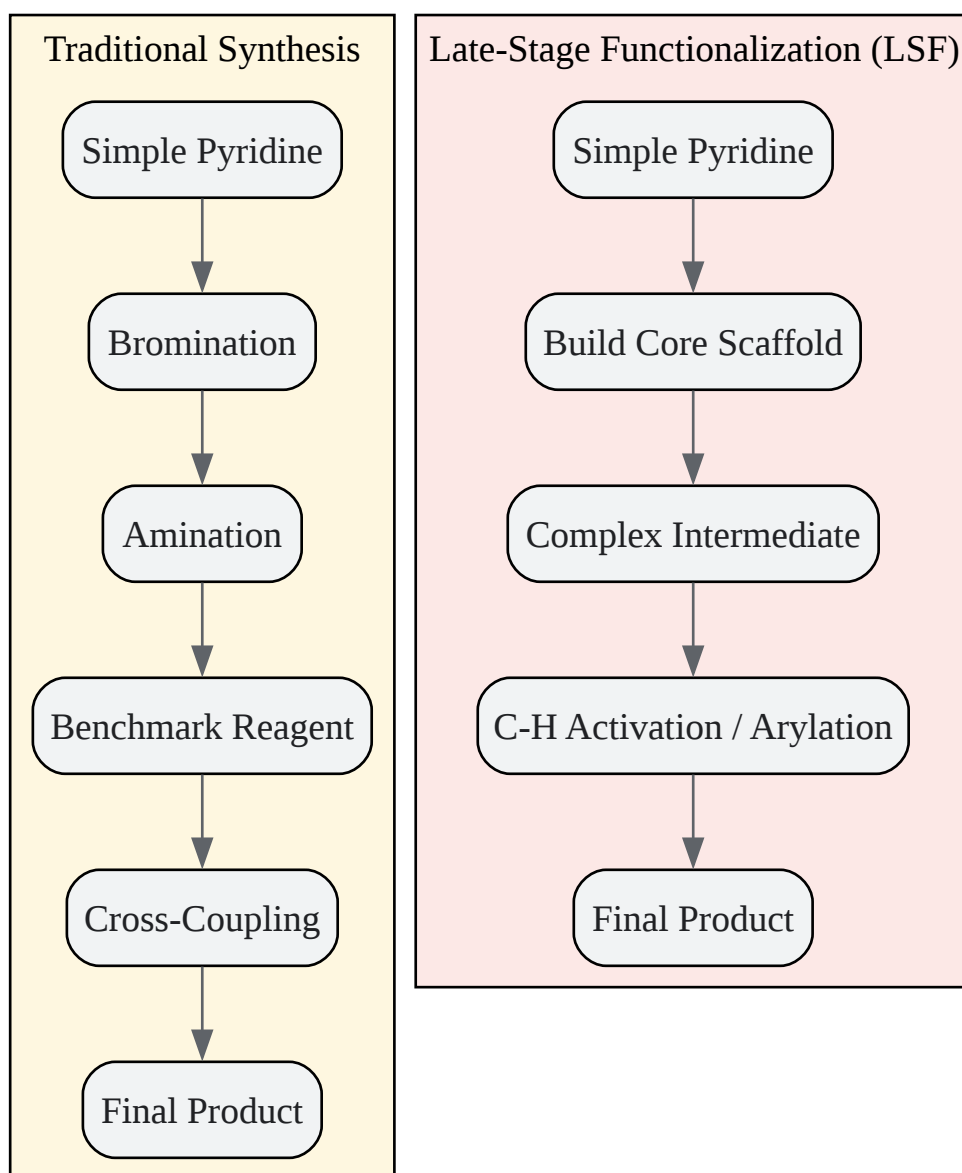 Traditional Synthesis
Simple Pyridine
Bromination
Amination
Benchmark Reagent
Cross-Coupling
Final Product
Late-Stage Functionalization (LSF)
Simple Pyridine
Build Core Scaffold
Complex Intermediate
C-H Activation / Arylation
Final Product